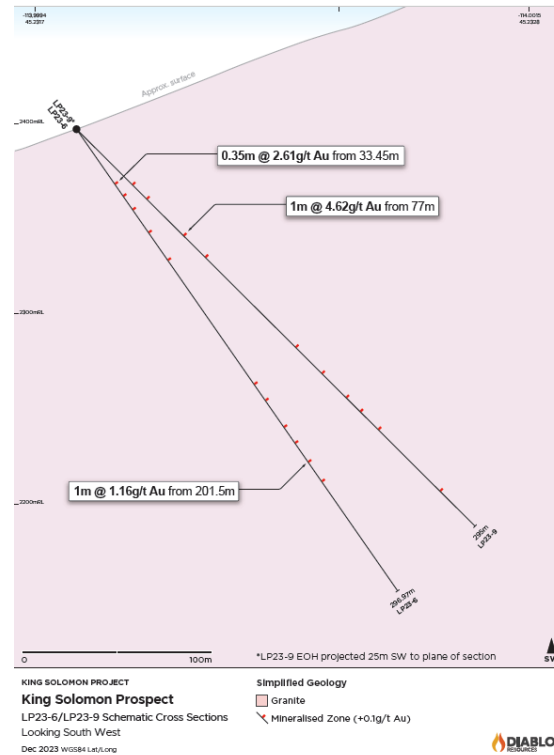 -113.9994
45.2317
-114.0015
45.2328
Approx. surface
LP23-9*
LP23-6
2400mRL
0.35m @ 2.61g/t Au from 33.45m
1m @ 4.62g/t Au from 77m
2300mRL
1m @ 1.16g/t Au from 201.5m
2200mRL
295m
LP23-9
296.97m
LP23-6
0
100m
*LP23-9 EOH projected 25m SW to plane of section
SW
KING SOLOMON PROJECT
King Solomon Prospect
LP23-6/LP23-9 Schematic Cross Sections
Looking South West
Dec 2023 WGS84 Lat/Long
Simplified Geology
Granite
Mineralised Zone (+0.1g/t Au)
DIABLO
RESOURCES